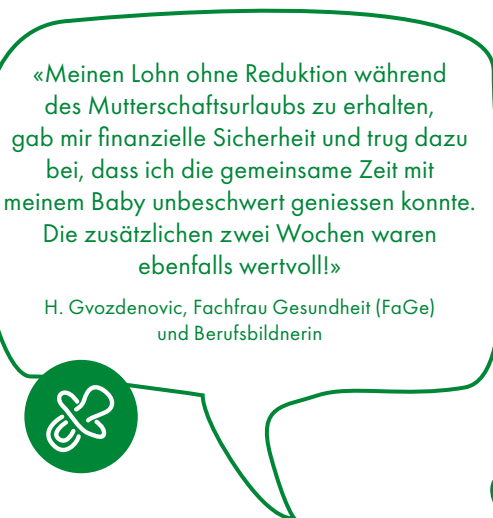 «Meinen Lohn ohne Reduktion während
des Mutterschaftsurlaubs zu erhalten,
gab mir finanzielle Sicherheit und trug dazu
bei, dass ich die gemeinsame Zeit mit
meinem Baby unbeschwert geniessen konnte.
Die zusätzlichen zwei Wochen waren
ebenfalls wertvoll!»
H. Gvozdenovic, Fachfrau Gesundheit (FaGe)
und Berufsbildnerin